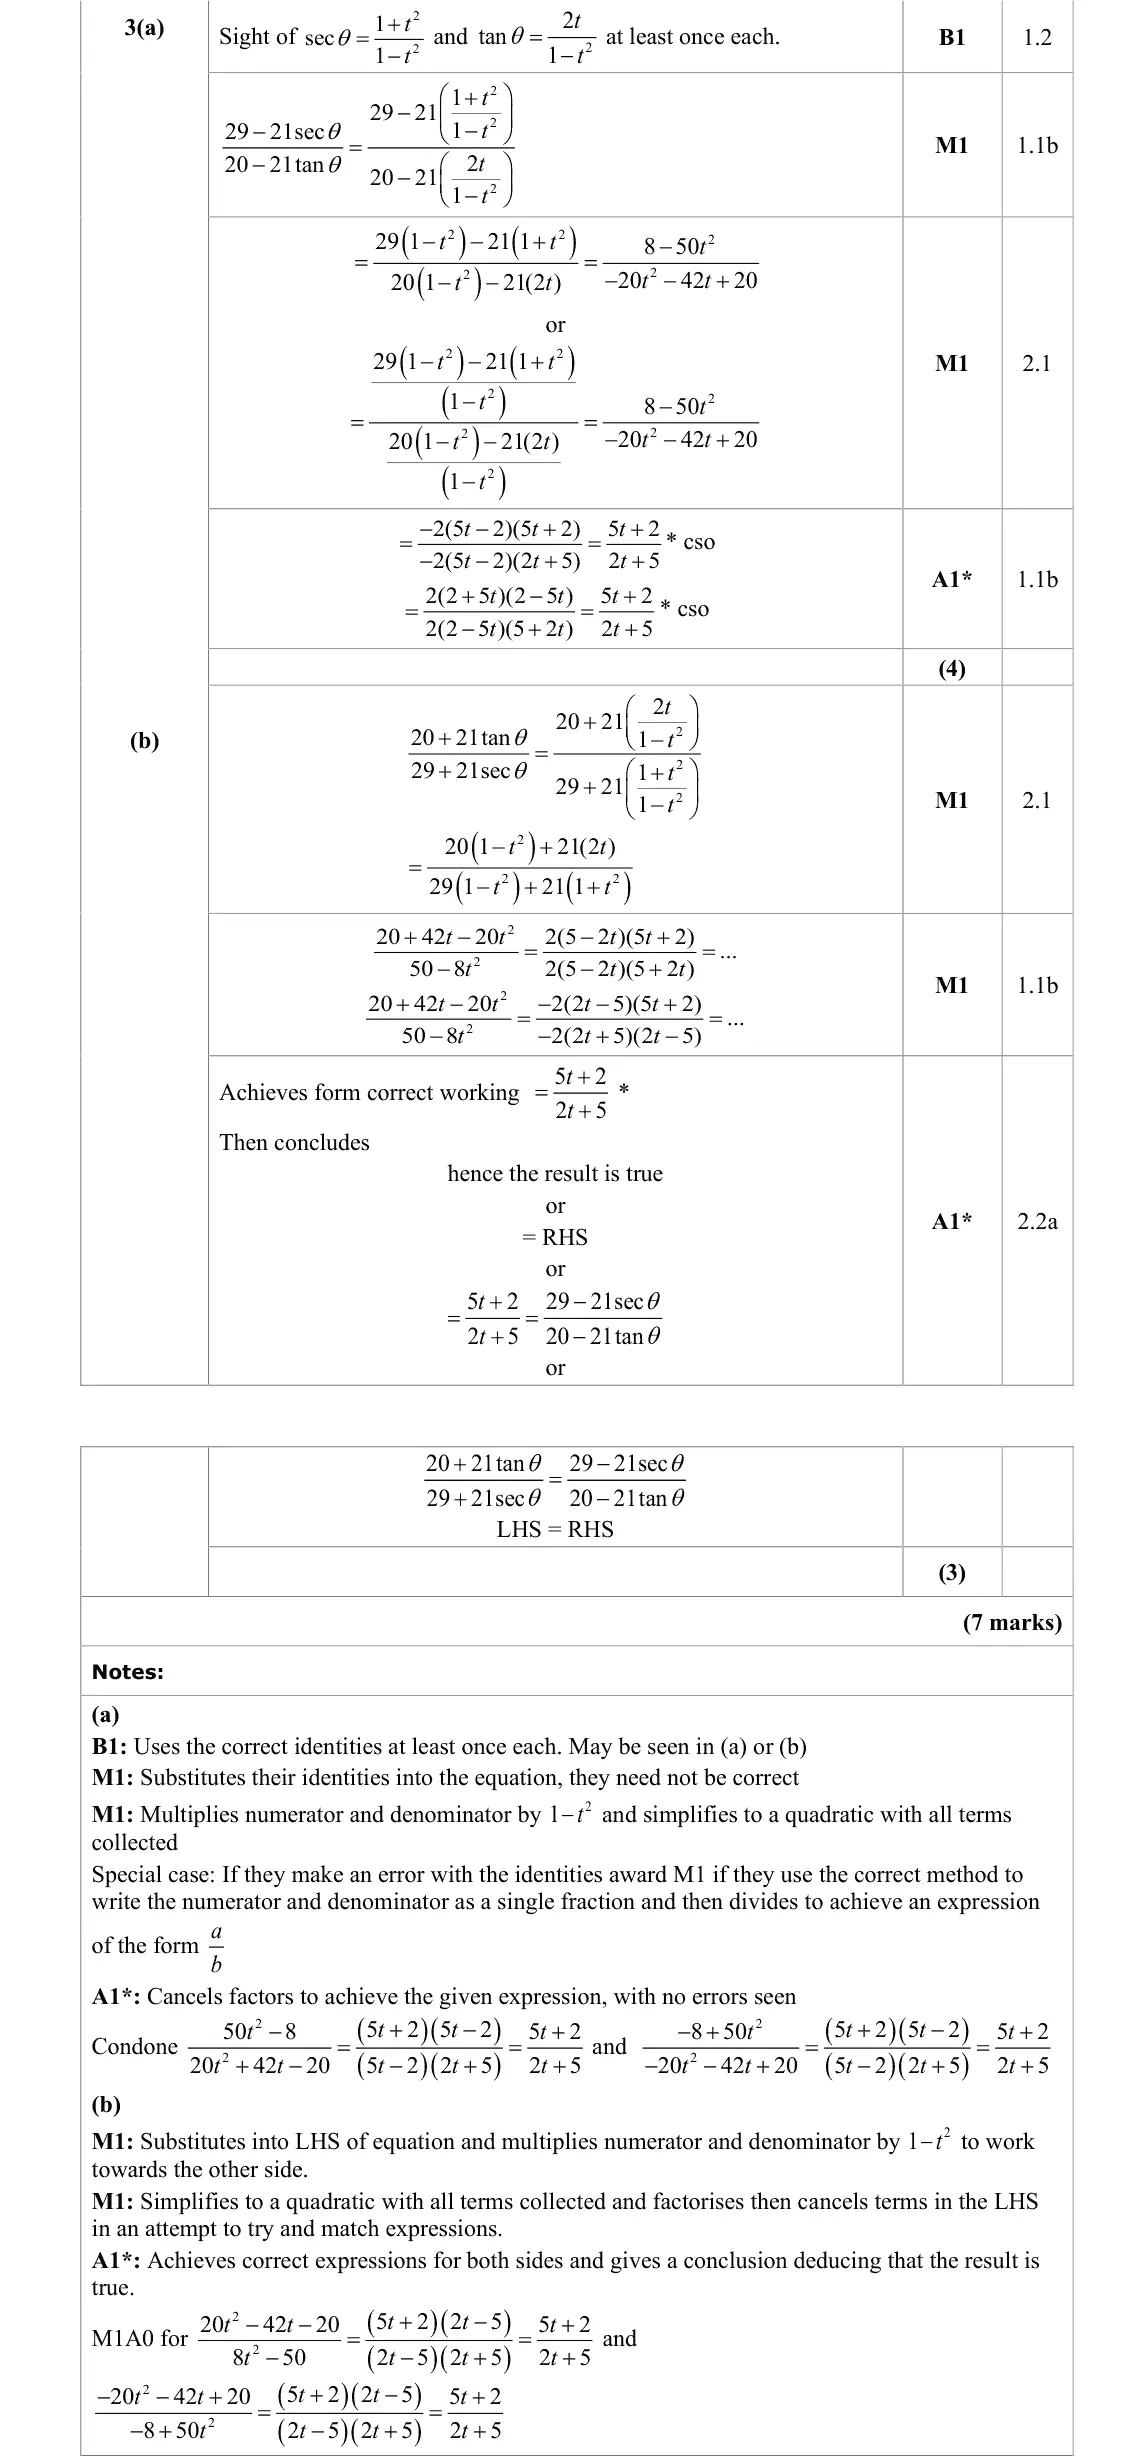 3(a) Sight of sec θ = (1+t²)/(1−t²) and tan θ = 2t/(1−t²) at least once each. B1 1.2
(29−21sec θ)/(20−21tan θ) = (29−21((1+t²)/(1−t²)))/(20−21(2t/(1−t²))) M1 1.1b
= (29(1−t²)−21(1+t²))/(20(1−t²)−21(2t)) = (8−50t²)/(−20t²−42t+20)
or
= ((29(1−t²)−21(1+t²))/(1−t²))/((20(1−t²)−21(2t))/(1−t²)) = (8−50t²)/(−20t²−42t+20) M1 2.1
= (−2(5t−2)(5t+2))/(−2(5t−2)(2t+5)) = (5t+2)/(2t+5) * cso
= (2(2+5t)(2−5t))/(2(2−5t)(5+2t)) = (5t+2)/(2t+5) * cso A1* 1.1b
(4)
(b) (20+21tan θ)/(29+21sec θ) = (20+21(2t/(1−t²)))/(29+21((1+t²)/(1−t²)))
= (20(1−t²)+21(2t))/(29(1−t²)+21(1+t²)) M1 2.1
(20+42t−20t²)/(50−8t²) = (2(5−2t)(5t+2))/(2(5−2t)(5+2t)) = ...
(20+42t−20t²)/(50−8t²) = (−2(2t−5)(5t+2))/(−2(2t+5)(2t−5)) = ... M1 1.1b
Achieves form correct working = (5t+2)/(2t+5) *
Then concludes
hence the result is true
or
= RHS A1* 2.2a
or
= (5t+2)/(2t+5) = (29−21sec θ)/(20−21tan θ)
or
(20+21tan θ)/(29+21sec θ) = (29−21sec θ)/(20−21tan θ)
LHS = RHS
(3)
(7 marks)
Notes:
(a)
B1: Uses the correct identities at least once each. May be seen in (a) or (b)
M1: Substitutes their identities into the equation, they need not be correct
M1: Multiplies numerator and denominator by 1−t² and simplifies to a quadratic with all terms
collected
Special case: If they make an error with the identities award M1 if they use the correct method to
write the numerator and denominator as a single fraction and then divides to achieve an expression
of the form a/b
A1*: Cancels factors to achieve the given expression, with no errors seen
Condone (50t²−8)/(20t²+42t−20) = ((5t+2)(5t−2))/((5t−2)(2t+5)) = (5t+2)/(2t+5) and (−8+50t²)/(−20t²−42t+20) = ((5t+2)(5t−2))/((5t−2)(2t+5)) = (5t+2)/(2t+5)
(b)
M1: Substitutes into LHS of equation and multiplies numerator and denominator by 1−t² to work
towards the other side.
M1: Simplifies to a quadratic with all terms collected and factorises then cancels terms in the LHS
in an attempt to try and match expressions.
A1*: Achieves correct expressions for both sides and gives a conclusion deducing that the result is
true.
M1A0 for (20t²−42t−20)/(8t²−50) = ((5t+2)(2t−5))/((2t−5)(2t+5)) = (5t+2)/(2t+5) and
(−20t²−42t+20)/(−8+50t²) = ((5t+2)(2t−5))/((2t−5)(2t+5)) = (5t+2)/(2t+5)